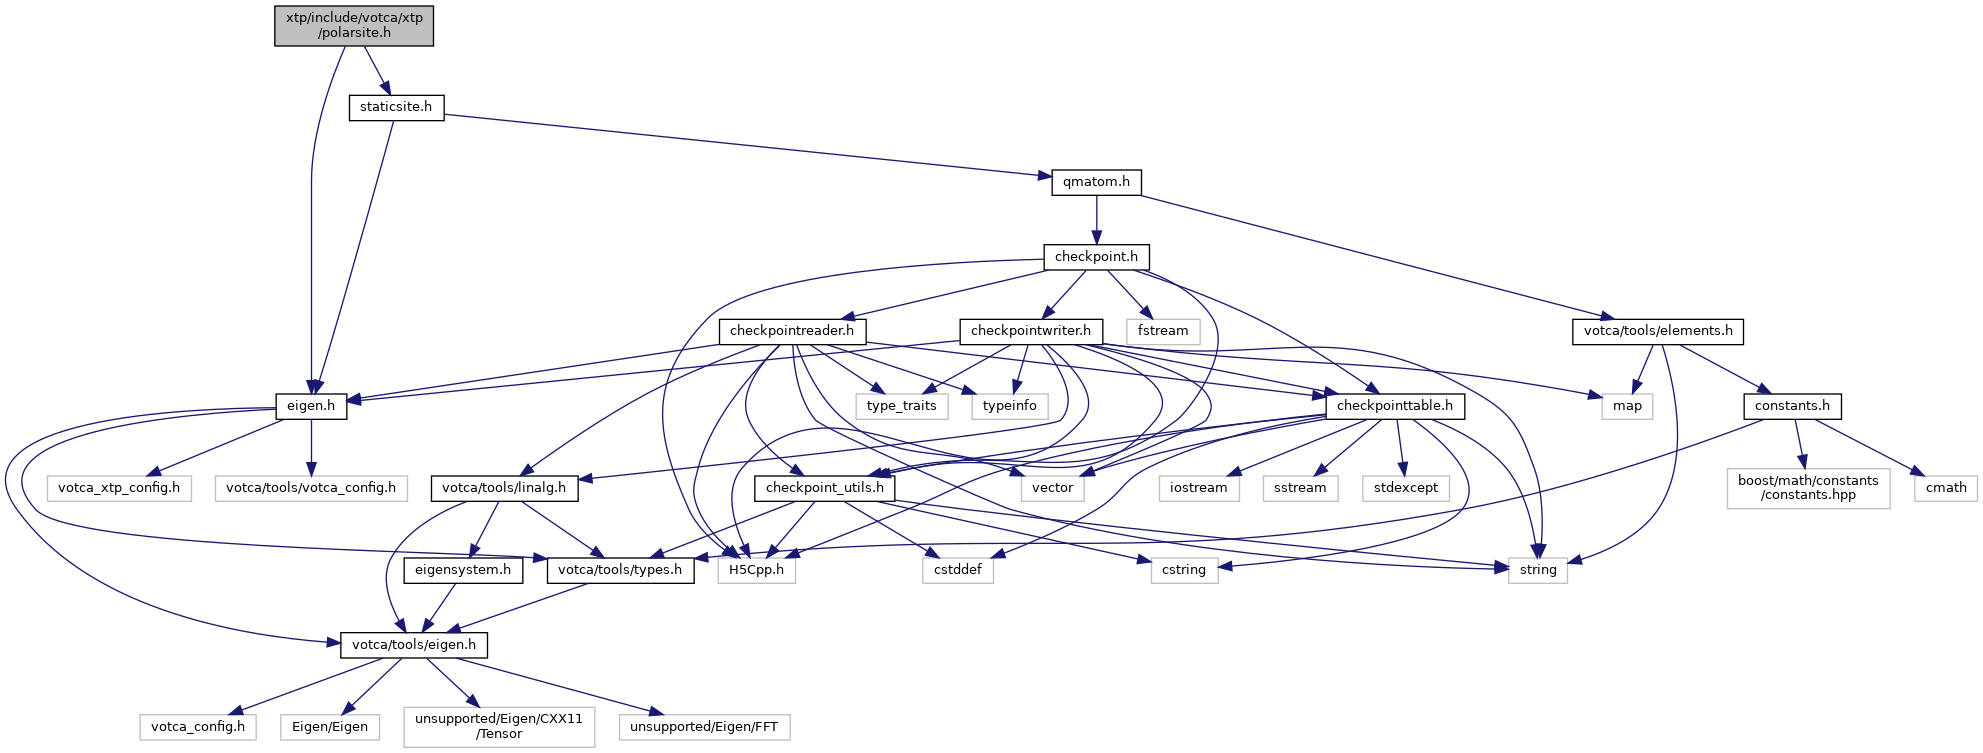 xtp/include/votca/xtp
/polarsite.h
staticsite.h
qmatom.h
checkpoint.h
checkpointreader.h
checkpointwriter.h
fstream
votca/tools/elements.h
eigen.h
type_traits
typeinfo
checkpointtable.h
map
constants.h
votca_xtp_config.h
votca/tools/votca_config.h
votca/tools/linalg.h
checkpoint_utils.h
vector
iostream
sstream
stdexcept
boost/math/constants
/constants.hpp
cmath
eigensystem.h
votca/tools/types.h
H5Cpp.h
cstddef
cstring
string
votca/tools/eigen.h
votca_config.h
Eigen/Eigen
unsupported/Eigen/CXX11
/Tensor
unsupported/Eigen/FFT